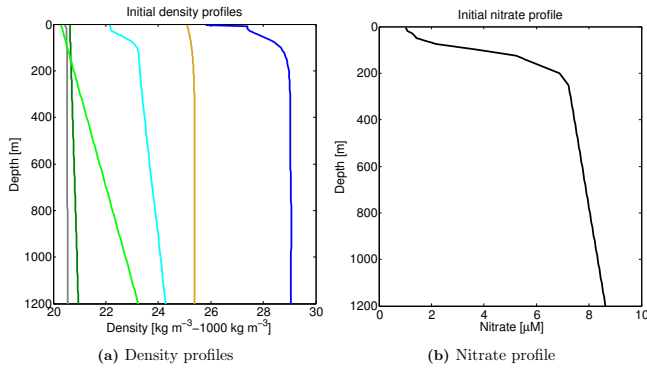 Initial density profiles
0
200
400
600
800
1000
1200
Depth [m]
20 22 24 26 28 30
Density [kg m⁻³−1000 kg m⁻³]
(a) Density profiles
Initial nitrate profile
0
200
400
600
800
1000
1200
Depth [m]
0 2 4 6 8 10
Nitrate [μM]
(b) Nitrate profile